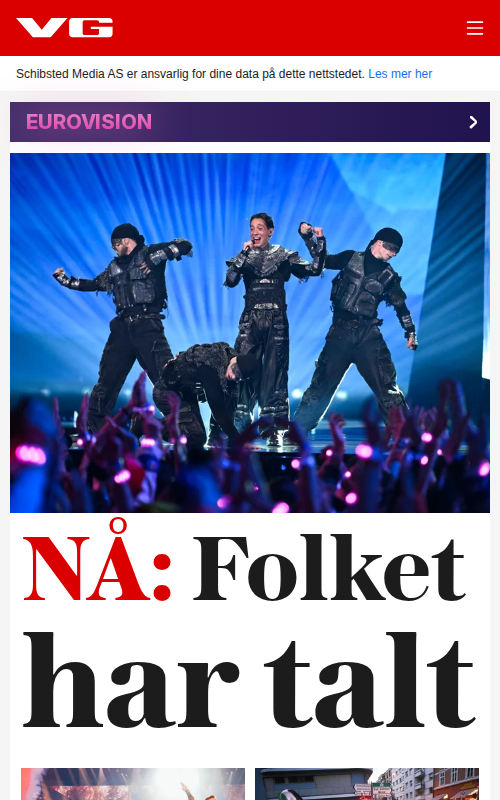 VG
Schibsted Media AS er ansvarlig for dine data på dette nettstedet. Les mer her
EUROVISION
NÅ: Folket
har talt